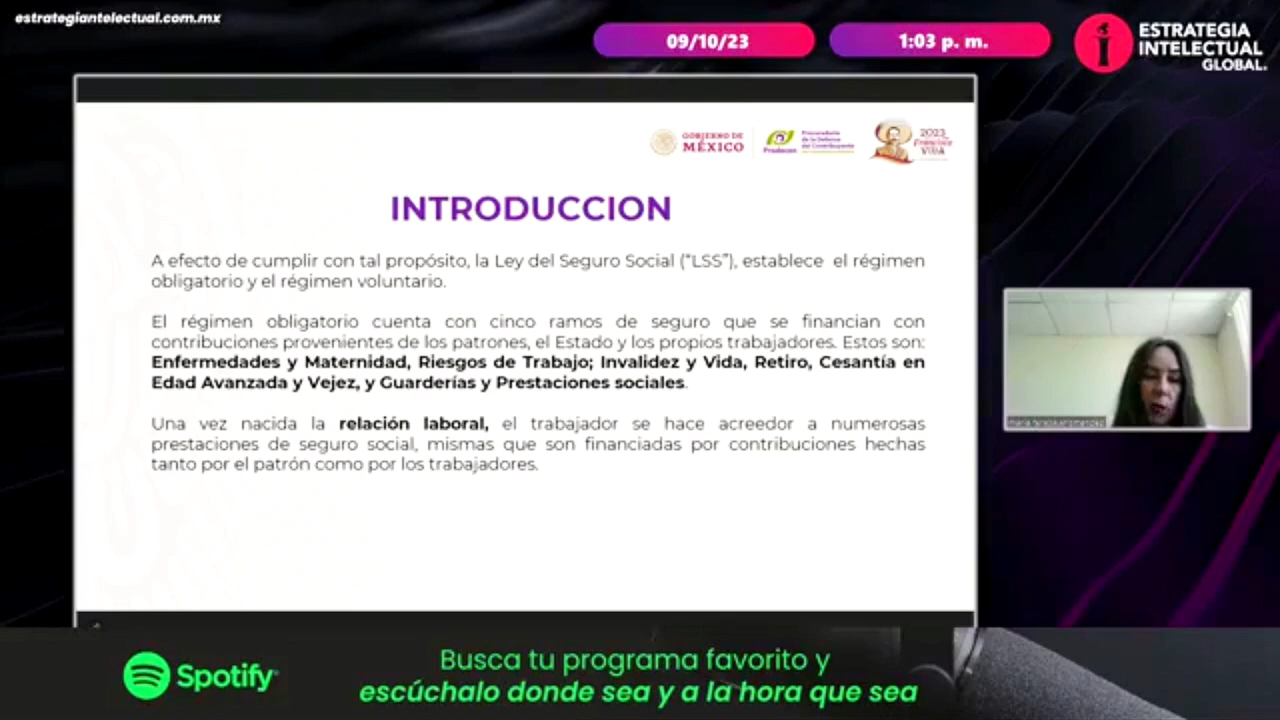 estrategiantelectual.com.mx
09/10/23
1:03 p. m.
ESTRATEGIA
INTELECTUAL
GLOBAL.
GOBIERNO DE
MÉXICO
Prodecon
Procuraduría
de la Defensa
del Contribuyente
2023
Francisco
VILLA
INTRODUCCION
A efecto de cumplir con tal propósito, la Ley del Seguro Social (“LSS”), establece el régimen
obligatorio y el régimen voluntario.
El régimen obligatorio cuenta con cinco ramos de seguro que se financian con
contribuciones provenientes de los patrones, el Estado y los propios trabajadores. Estos son:
Enfermedades y Maternidad, Riesgos de Trabajo; Invalidez y Vida, Retiro, Cesantía en
Edad Avanzada y Vejez, y Guarderías y Prestaciones sociales.
Una vez nacida la relación laboral, el trabajador se hace acreedor a numerosas
prestaciones de seguro social, mismas que son financiadas por contribuciones hechas
tanto por el patrón como por los trabajadores.
Spotify
Busca tu programa favorito y
escúchalo donde sea y a la hora que sea